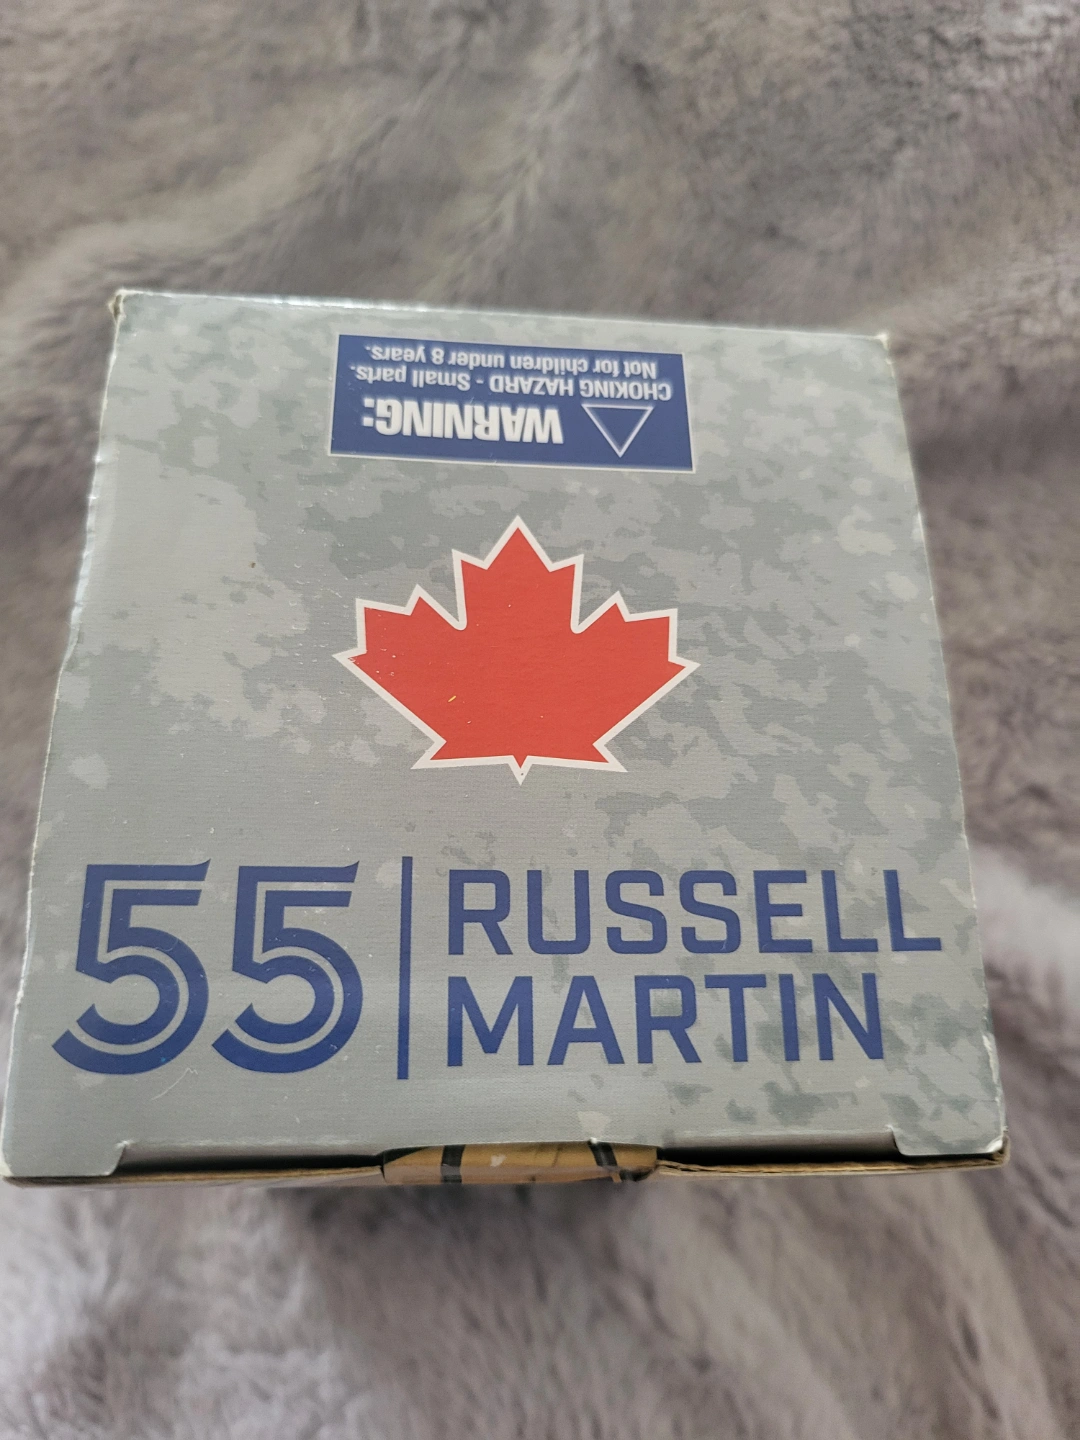 WARNING:
CHOKING HAZARD - Small parts.
Not for children under 8 years.
55
RUSSELL
MARTIN